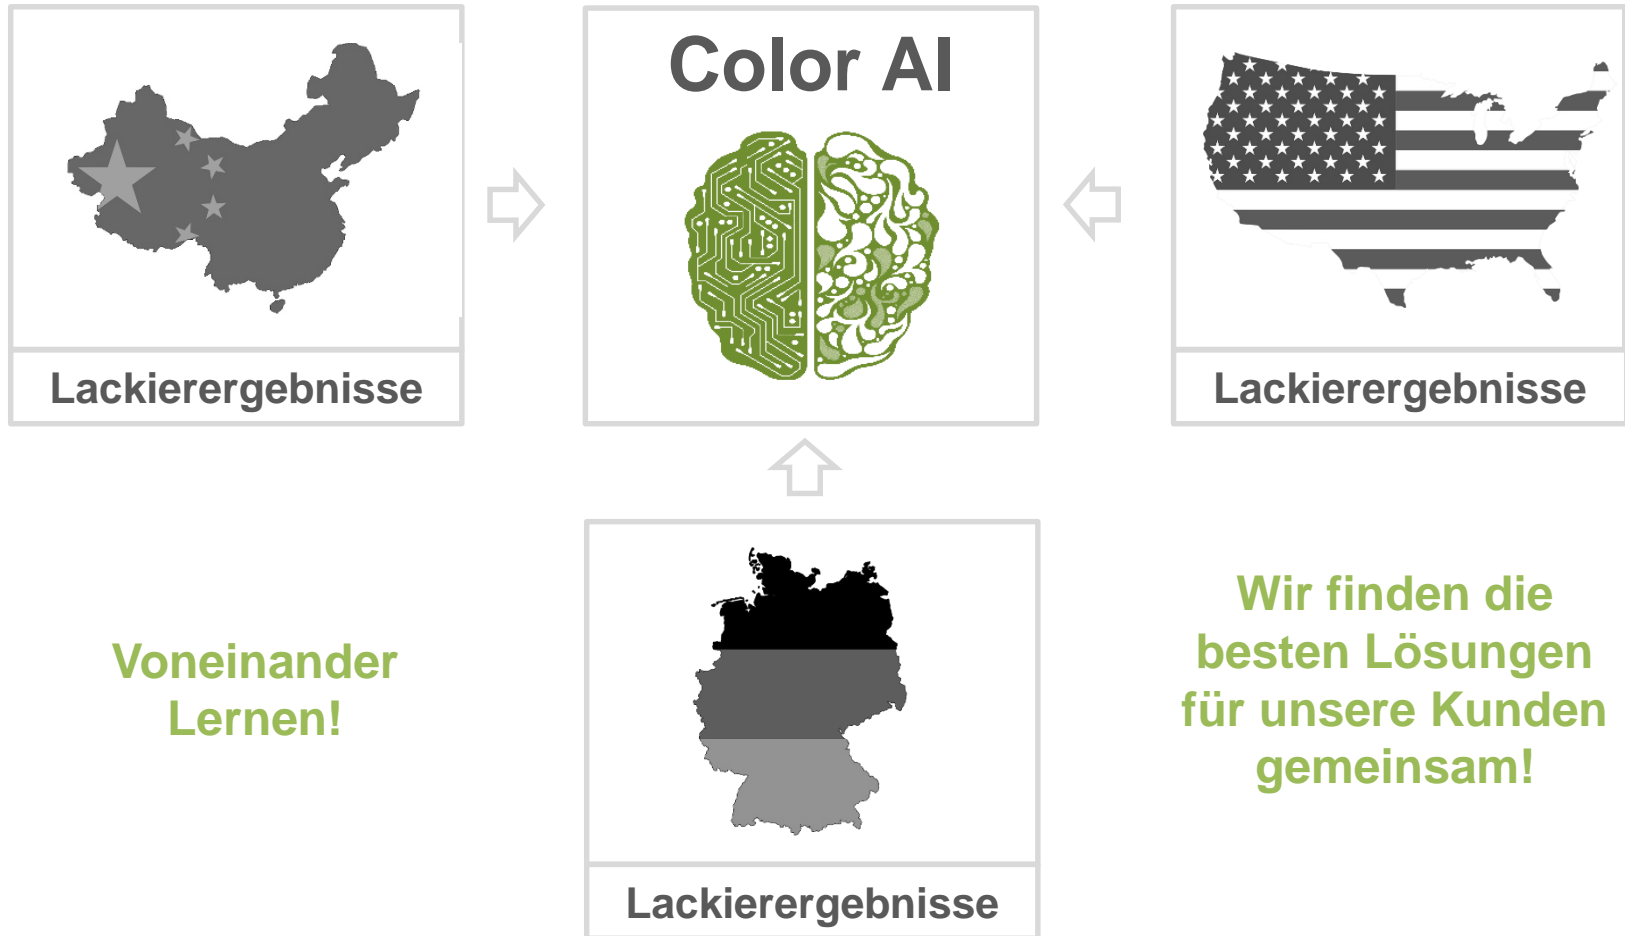 Color AI
Lackierergebnisse
Lackierergebnisse
Voneinander
Lernen!
Wir finden die
besten Lösungen
für unsere Kunden
gemeinsam!
Lackierergebnisse